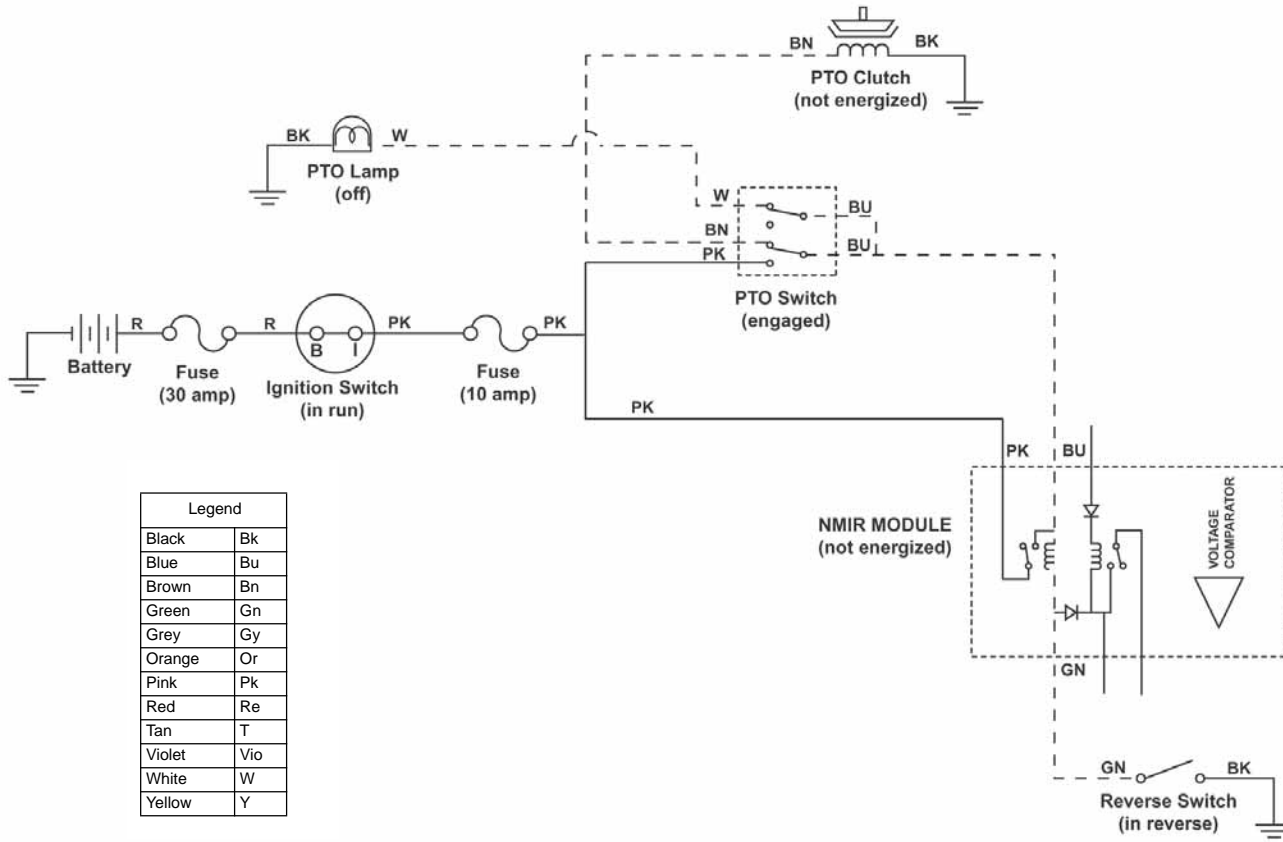 BN
BK
PTO Clutch
(not energized)
BK
W
PTO Lamp
(off)
W
BU
BN
BU
PK
PTO Switch
(engaged)
R
R
PK
PK
B
I
Battery
Fuse
(30 amp)
Ignition Switch
(in run)
Fuse
(10 amp)
PK
PK
BU
NMIR MODULE
(not energized)
VOLTAGE
COMPARATOR
GN
GN
BK
Reverse Switch
(in reverse)
Legend
Black Bk
Blue Bu
Brown Bn
Green Gn
Grey Gy
Orange Or
Pink Pk
Red Re
Tan T
Violet Vio
White W
Yellow Y